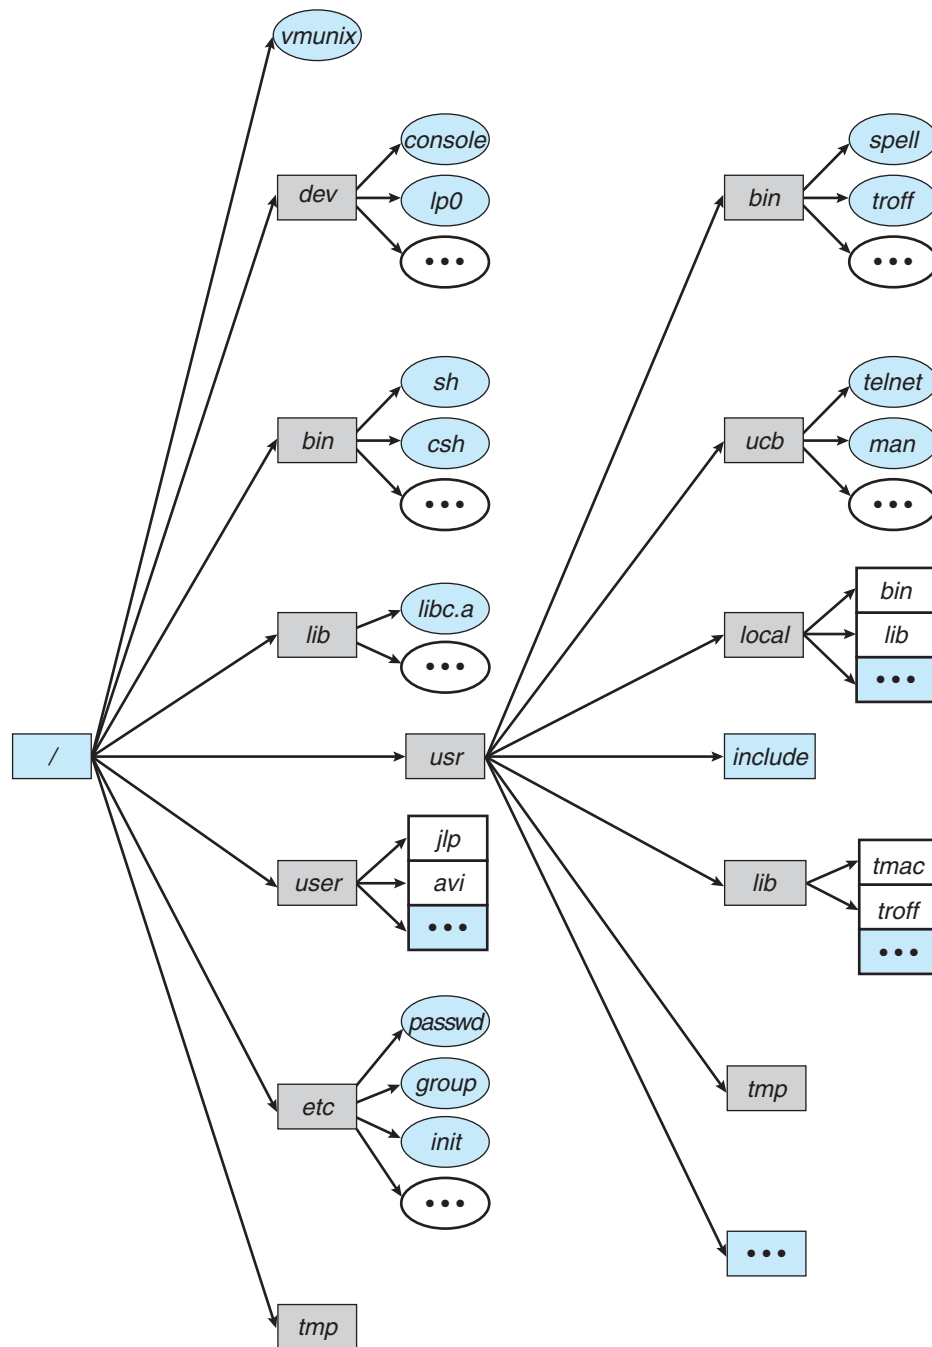 vmunix
dev
console
lp0
•••
bin
sh
csh
•••
lib
libc.a
•••
/
usr
user
jlp
avi
•••
etc
passwd
group
init
•••
tmp
bin
spell
troff
•••
ucb
telnet
man
•••
local
bin
lib
•••
include
lib
tmac
troff
•••
tmp
•••